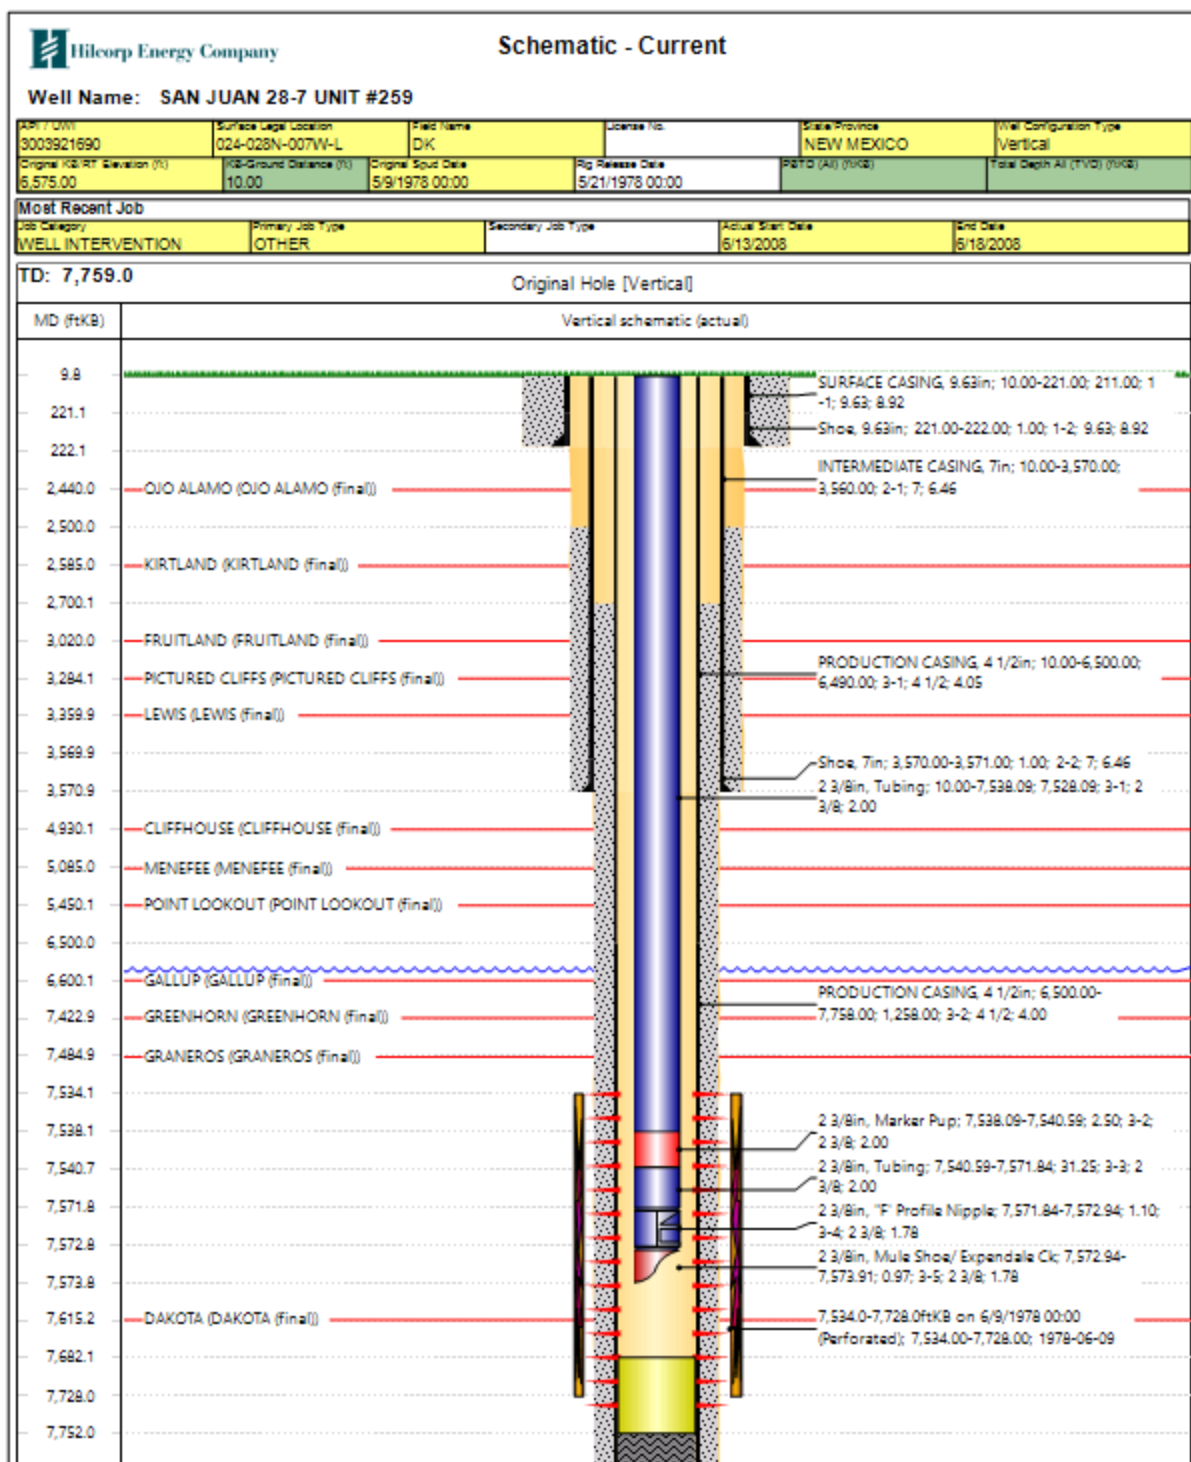 Hilcorp Energy Company
Schematic - Current
Well Name: SAN JUAN 28-7 UNIT #259
API / UWI
Surface Legal Location
Field Name
License No.
State/Province
Well Configuration Type
3003921690
024-028N-007W-L
DK
NEW MEXICO
Vertical
Original KB/RT Elevation (ft)
KB-Ground Distance (ft)
Original Spud Date
Rig Release Date
PBTD (All) (ftKB)
Total Depth All (TVD) (ftKB)
6,575.00
10.00
5/9/1978 00:00
5/21/1978 00:00
Most Recent Job
Job Category
Primary Job Type
Secondary Job Type
Actual Start Date
End Date
WELL INTERVENTION
OTHER
6/13/2008
6/18/2008
TD: 7,759.0
Original Hole [Vertical]
MD (ftKB)
Vertical schematic (actual)
9.8
SURFACE CASING, 9.63in; 10.00-221.00; 211.00; 1
-1; 9.63; 8.92
221.1
Shoe, 9.63in; 221.00-222.00; 1.00; 1-2; 9.63; 8.92
222.1
INTERMEDIATE CASING, 7in; 10.00-3,570.00;
3,560.00; 2-1; 7; 6.46
2,440.0
OJO ALAMO (OJO ALAMO (final))
2,500.0
2,585.0
KIRTLAND (KIRTLAND (final))
2,700.1
3,020.0
FRUITLAND (FRUITLAND (final))
PRODUCTION CASING, 4 1/2in; 10.00-6,500.00;
6,490.00; 3-1; 4 1/2; 4.05
3,284.1
PICTURED CLIFFS (PICTURED CLIFFS (final))
3,359.9
LEWIS (LEWIS (final))
3,569.9
Shoe, 7in; 3,570.00-3,571.00; 1.00; 2-2; 7; 6.46
3,570.9
2 3/8in, Tubing; 10.00-7,538.09; 7,528.09; 3-1; 2
3/8; 2.00
4,930.1
CLIFFHOUSE (CLIFFHOUSE (final))
5,085.0
MENEFEE (MENEFEE (final))
5,450.1
POINT LOOKOUT (POINT LOOKOUT (final))
6,500.0
6,600.1
GALLUP (GALLUP (final))
PRODUCTION CASING, 4 1/2in; 6,500.00-
7,758.00; 1,258.00; 3-2; 4 1/2; 4.00
7,422.9
GREENHORN (GREENHORN (final))
7,484.9
GRANEROS (GRANEROS (final))
7,534.1
2 3/8in, Marker Pup; 7,538.09-7,540.59; 2.50; 3-2;
2 3/8; 2.00
7,538.1
7,540.7
2 3/8in, Tubing; 7,540.59-7,571.84; 31.25; 3-3; 2
3/8; 2.00
7,571.8
2 3/8in, "F" Profile Nipple; 7,571.84-7,572.94; 1.10;
3-4; 2 3/8; 1.78
7,572.8
2 3/8in, Mule Shoe/ Expendale Ck; 7,572.94-
7,573.91; 0.97; 3-5; 2 3/8; 1.78
7,573.8
7,615.2
DAKOTA (DAKOTA (final))
7,534.0-7,728.0ftKB on 6/9/1978 00:00
(Perforated); 7,534.00-7,728.00; 1978-06-09
7,682.1
7,728.0
7,752.0